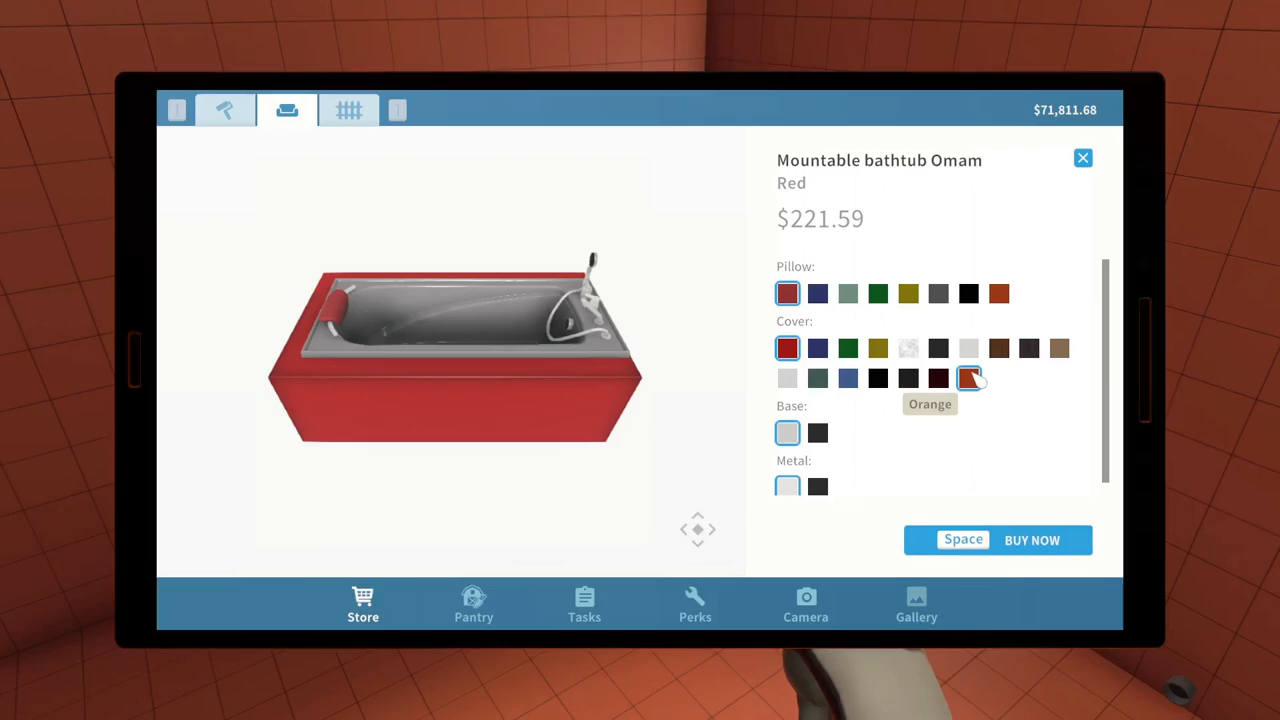 $71,811.68
Mountable bathtub Omam
Red
$221.59
Pillow:
Cover:
Orange
Base:
Metal:
Space BUY NOW
Store Pantry Tasks Perks Camera Gallery